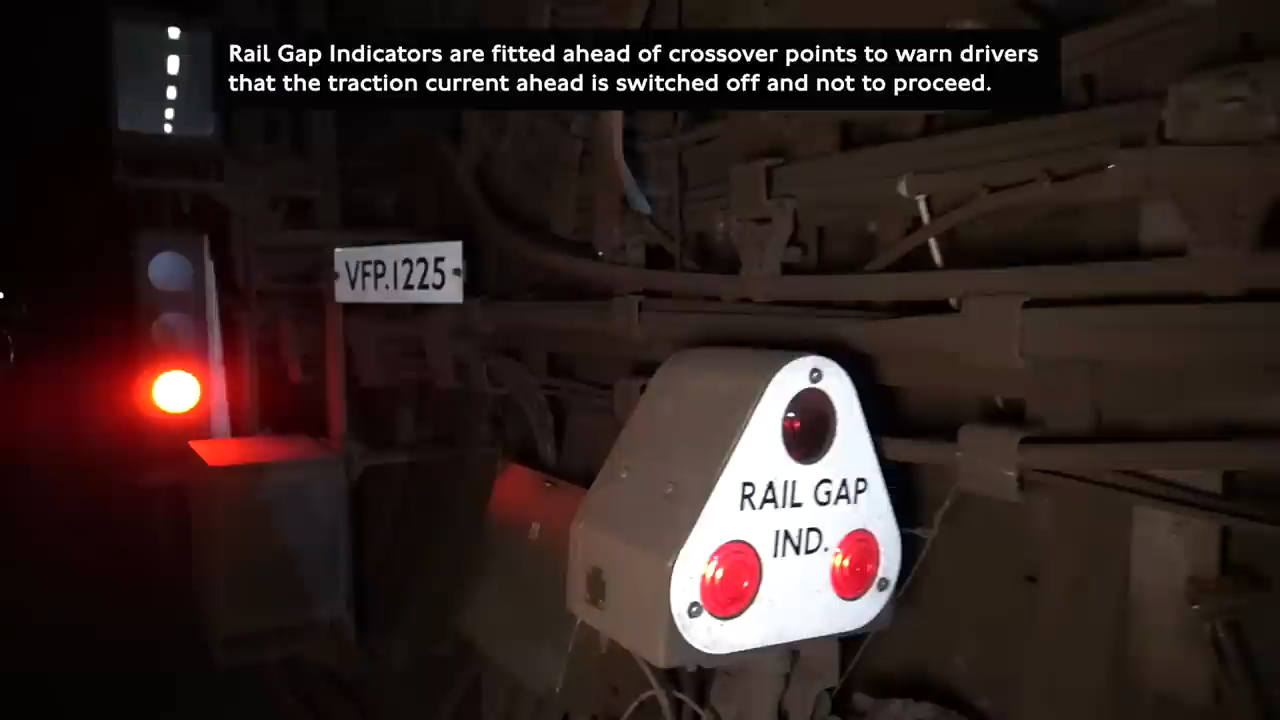 Rail Gap Indicators are fitted ahead of crossover points to warn drivers
that the traction current ahead is switched off and not to proceed.
VFP.1225
RAIL GAP
IND.